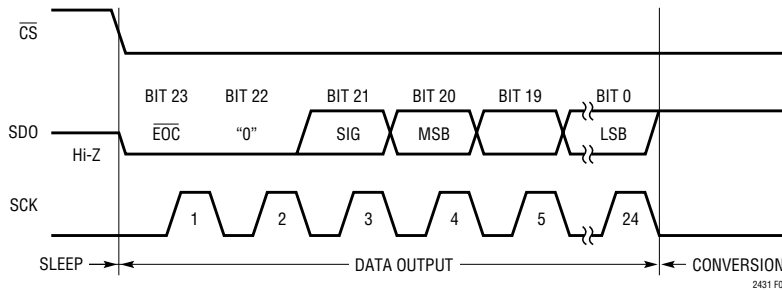 CS
BIT 23 BIT 22 BIT 21 BIT 20 BIT 19 BIT 0
SDO EOC “0” SIG MSB LSB
Hi-Z
SCK 1 2 3 4 5 24
SLEEP DATA OUTPUT CONVERSION
2431